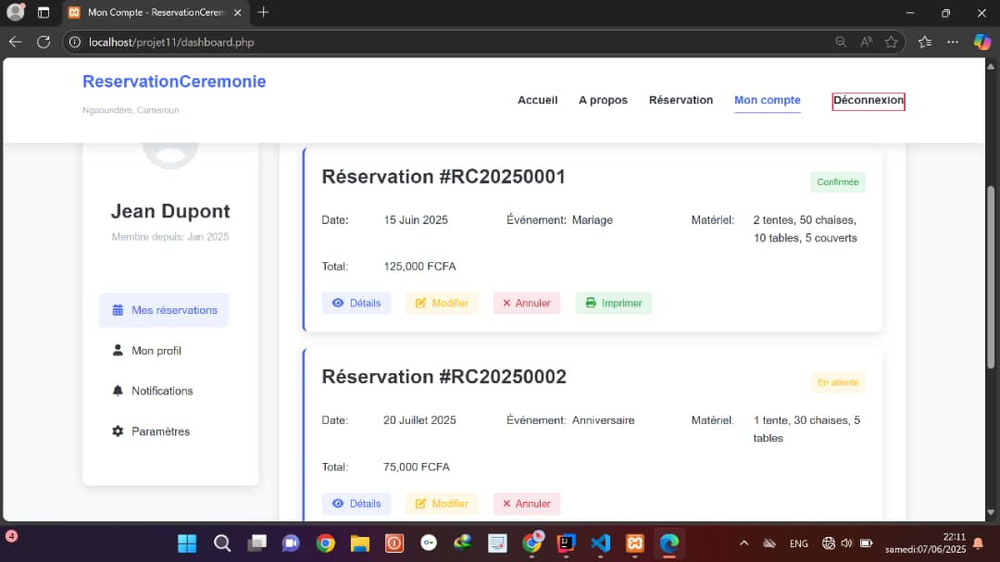 Mon Compte - ReservationCerem
localhost/projet11/dashboard.php
ReservationCeremonie
Ngaoundéré, Cameroun
Accueil A propos Réservation Mon compte Déconnexion
Jean Dupont
Membre depuis: Jan 2025
Mes réservations
Mon profil
Notifications
Paramètres
Réservation #RC20250001
Confirmée
Date: 15 Juin 2025 Événement: Mariage Matériel: 2 tentes, 50 chaises,
10 tables, 5 couverts
Total: 125,000 FCFA
Détails Modifier Annuler Imprimer
Réservation #RC20250002
En attente
Date: 20 Juillet 2025 Événement: Anniversaire Matériel: 1 tente, 30 chaises, 5
tables
Total: 75,000 FCFA
Détails Modifier Annuler
4
ENG
22:11
samedi:07/06/2025